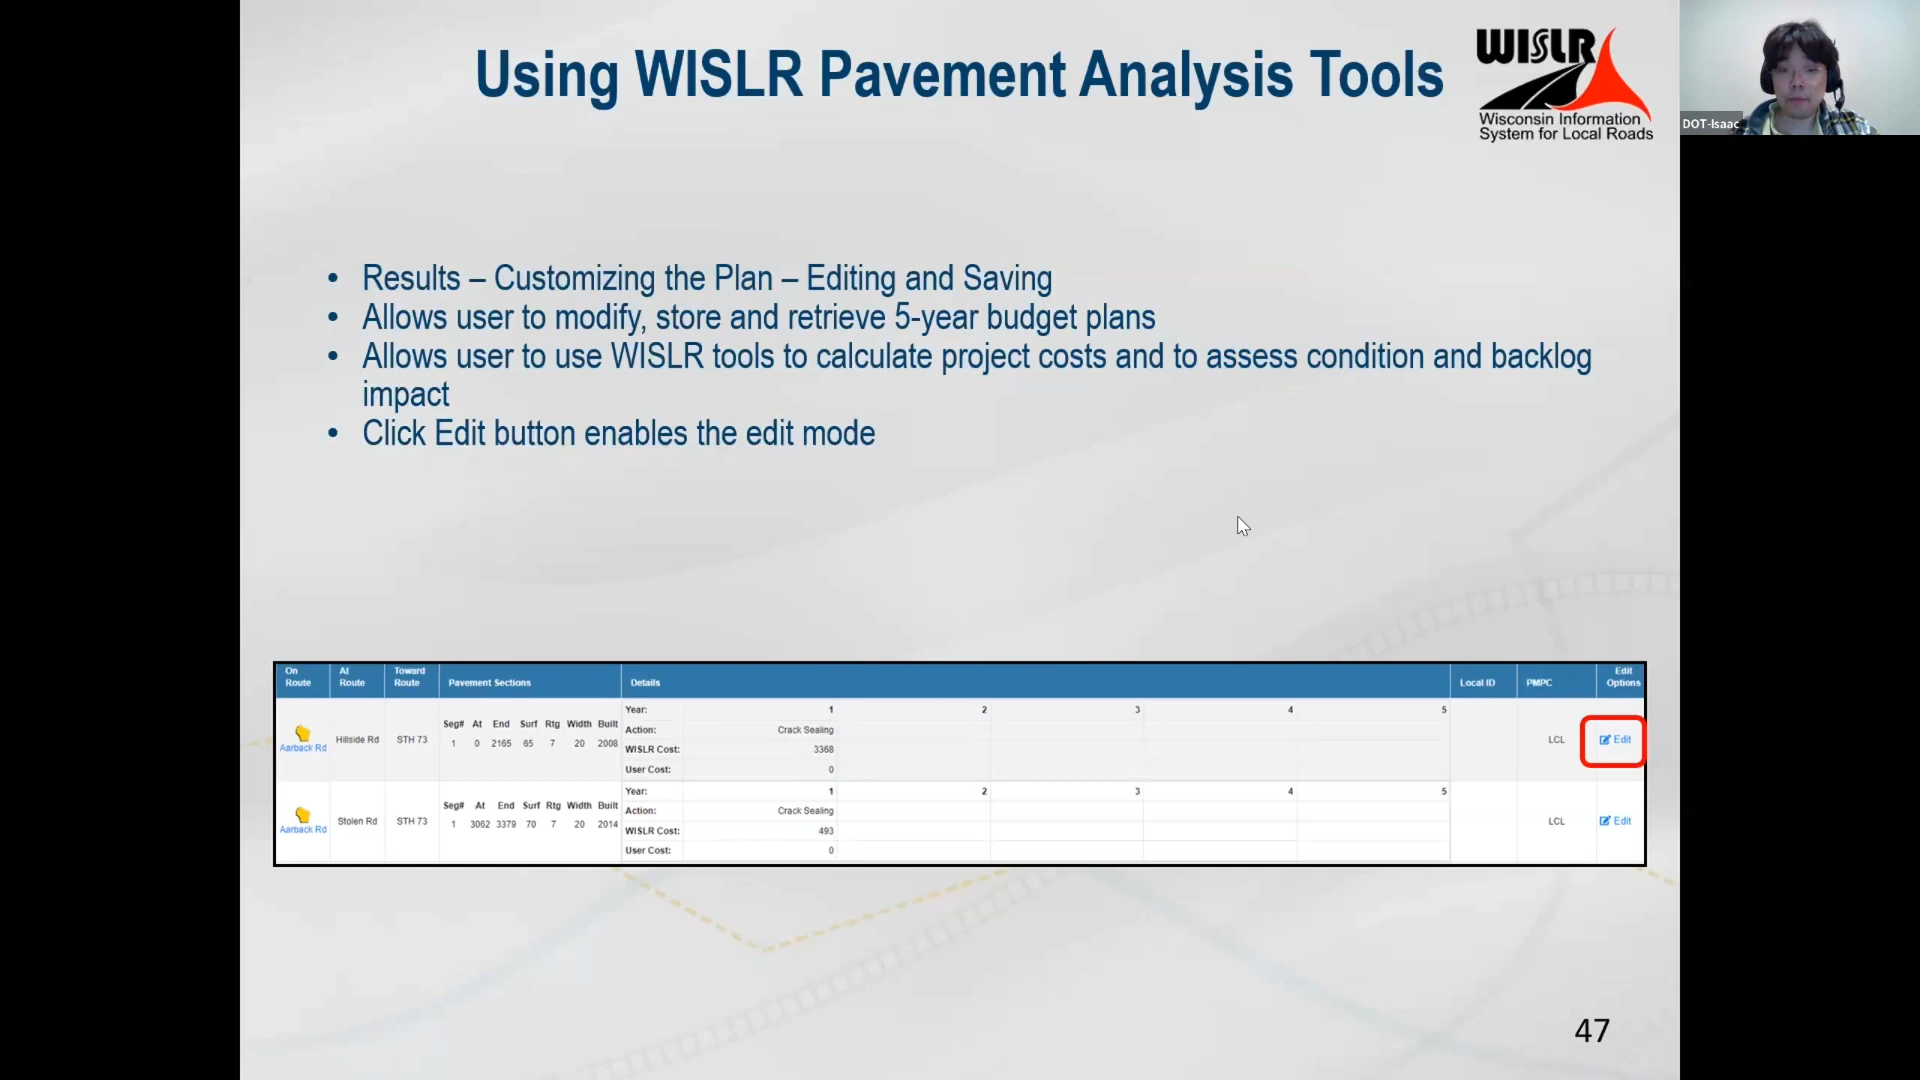 Using WISLR Pavement Analysis Tools
WISLR
Wisconsin Information
System for Local Roads
DOT-Isaac
• Results – Customizing the Plan – Editing and Saving
• Allows user to modify, store and retrieve 5-year budget plans
• Allows user to use WISLR tools to calculate project costs and to assess condition and backlog
impact
• Click Edit button enables the edit mode
On Route At Route Toward Route Pavement Sections Details Local ID PMPC Edit Options
Aarback Rd Hillside Rd STH 73
Seg# At End Surf Rtg Width Built
1 0 2165 65 7 20 2008
Year: 1 2 3 4 5
Action: Crack Sealing
WISLR Cost: 3368
User Cost: 0
LCL Edit
Aarback Rd Stolen Rd STH 73
Seg# At End Surf Rtg Width Built
1 3062 3379 70 7 20 2014
Year: 1 2 3 4 5
Action: Crack Sealing
WISLR Cost: 493
User Cost: 0
LCL Edit
47